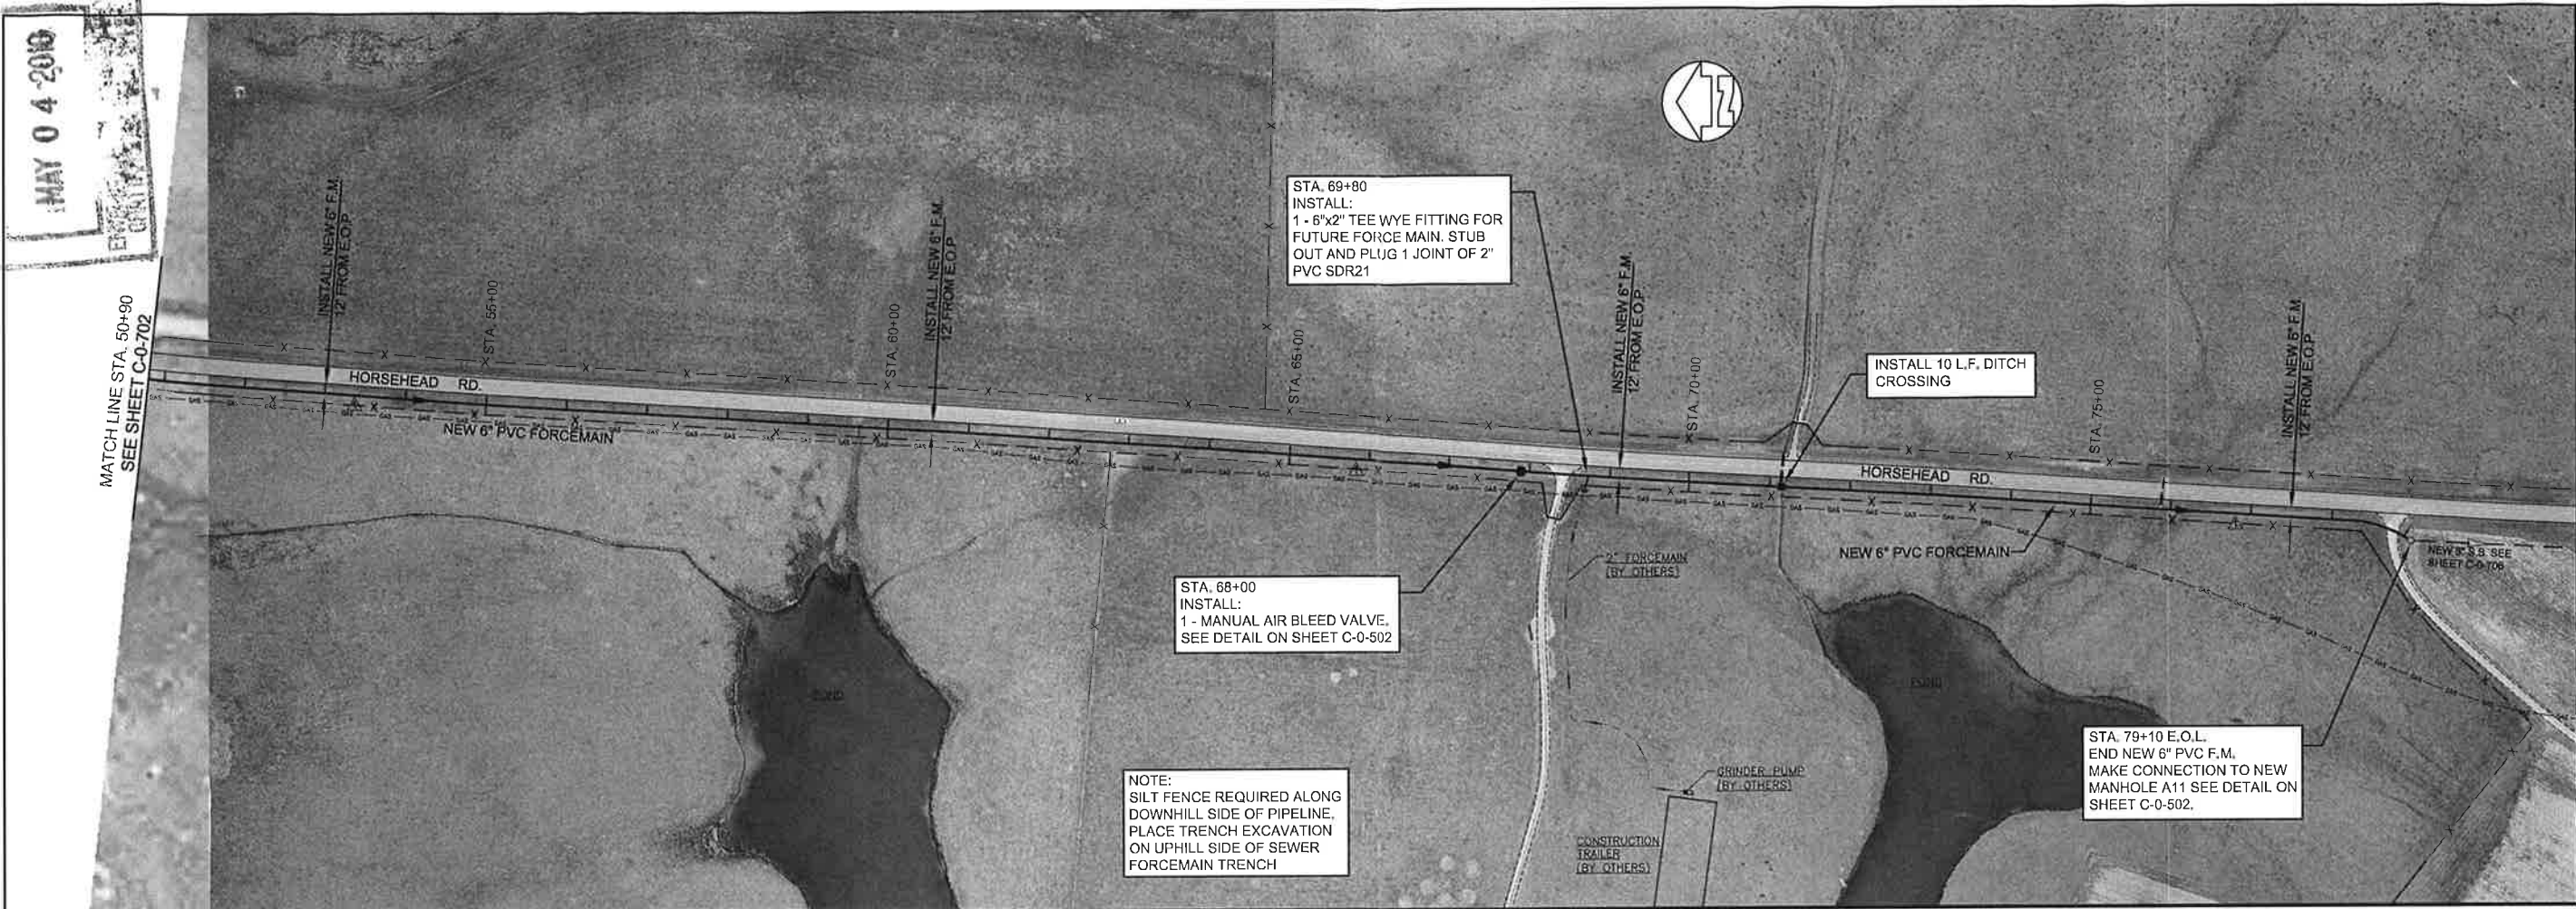 MAY 0 4 2010
MATCH LINE STA. 50+90
SEE SHEET C-0-702
INSTALL NEW 6" F.M.
12' FROM E.O.P
STA. 55+00
STA. 60+00
INSTALL NEW 6" F.M.
12' FROM E.O.P
STA. 65+00
N
STA. 69+80
INSTALL:
1 - 6"x2" TEE WYE FITTING FOR
FUTURE FORCE MAIN. STUB
OUT AND PLUG 1 JOINT OF 2"
PVC SDR21
INSTALL NEW 6" F.M.
12' FROM E.O.P
STA. 70+00
INSTALL 10 L.F. DITCH
CROSSING
STA. 75+00
INSTALL NEW 6" F.M.
12' FROM E.O.P
HORSEHEAD RD.
HORSEHEAD RD.
NEW 6" PVC FORCEMAIN
NEW 6" PVC FORCEMAIN
NEW 8" S.S. SEE
SHEET C-0-706
2" FORCEMAIN
(BY OTHERS)
STA. 68+00
INSTALL:
1 - MANUAL AIR BLEED VALVE,
SEE DETAIL ON SHEET C-0-502
POND
POND
NOTE:
SILT FENCE REQUIRED ALONG
DOWNHILL SIDE OF PIPELINE,
PLACE TRENCH EXCAVATION
ON UPHILL SIDE OF SEWER
FORCEMAIN TRENCH
GRINDER PUMP
(BY OTHERS)
CONSTRUCTION
TRAILER
(BY OTHERS)
STA. 79+10 E.O.L.
END NEW 6" PVC F.M.
MAKE CONNECTION TO NEW
MANHOLE A11 SEE DETAIL ON
SHEET C-0-502.